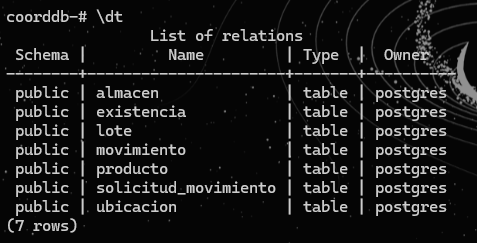 coorddb-# \dt
List of relations
Schema | Name | Type | Owner
--------+----------------------+-------+----------
public | almacen | table | postgres
public | existencia | table | postgres
public | lote | table | postgres
public | movimiento | table | postgres
public | producto | table | postgres
public | solicitud_movimiento | table | postgres
public | ubicacion | table | postgres
(7 rows)